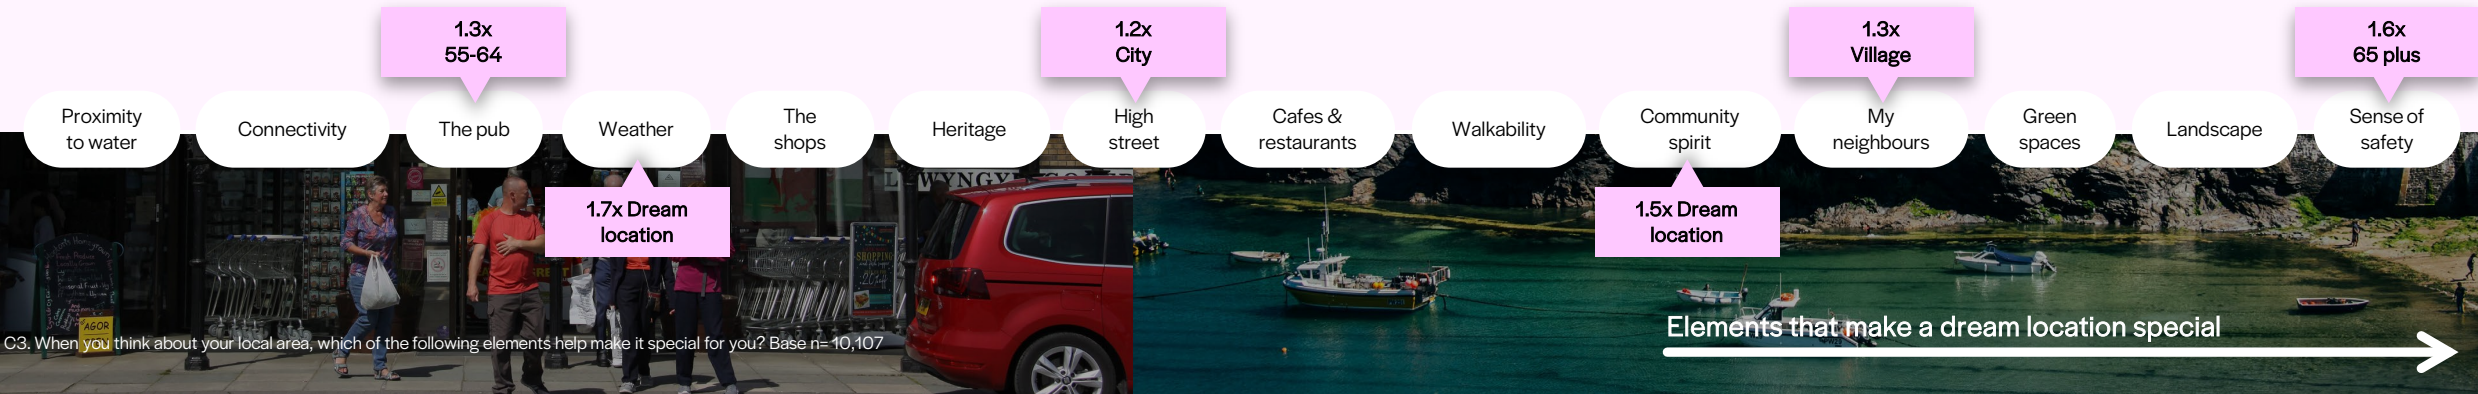 1.3x
55-64
1.2x
City
1.3x
Village
1.6x
65 plus
Proximity
to water
Connectivity
The pub
Weather
The
shops
Heritage
High
street
Cafes &
restaurants
Walkability
Community
spirit
My
neighbours
Green
spaces
Landscape
Sense of
safety
1.7x Dream
location
1.5x Dream
location
SHOPPING
AGOR
Elements that make a dream location special
C3. When you think about your local area, which of the following elements help make it special for you? Base n= 10,107